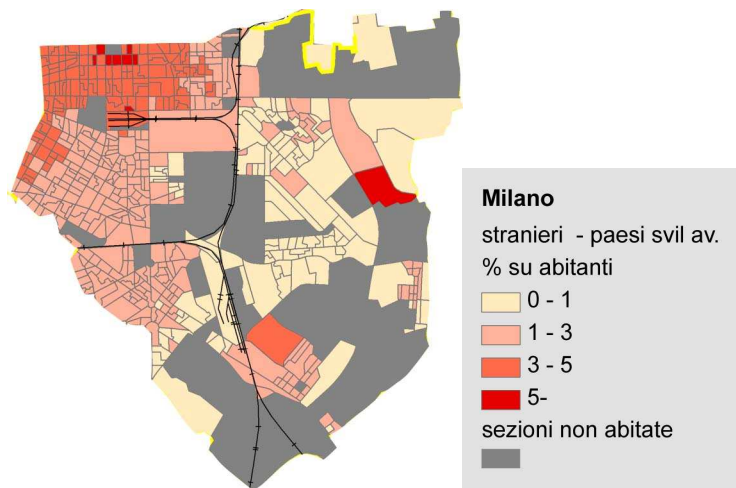 Milano
stranieri - paesi svil av.
% su abitanti
0 - 1
1 - 3
3 - 5
5-
sezioni non abitate